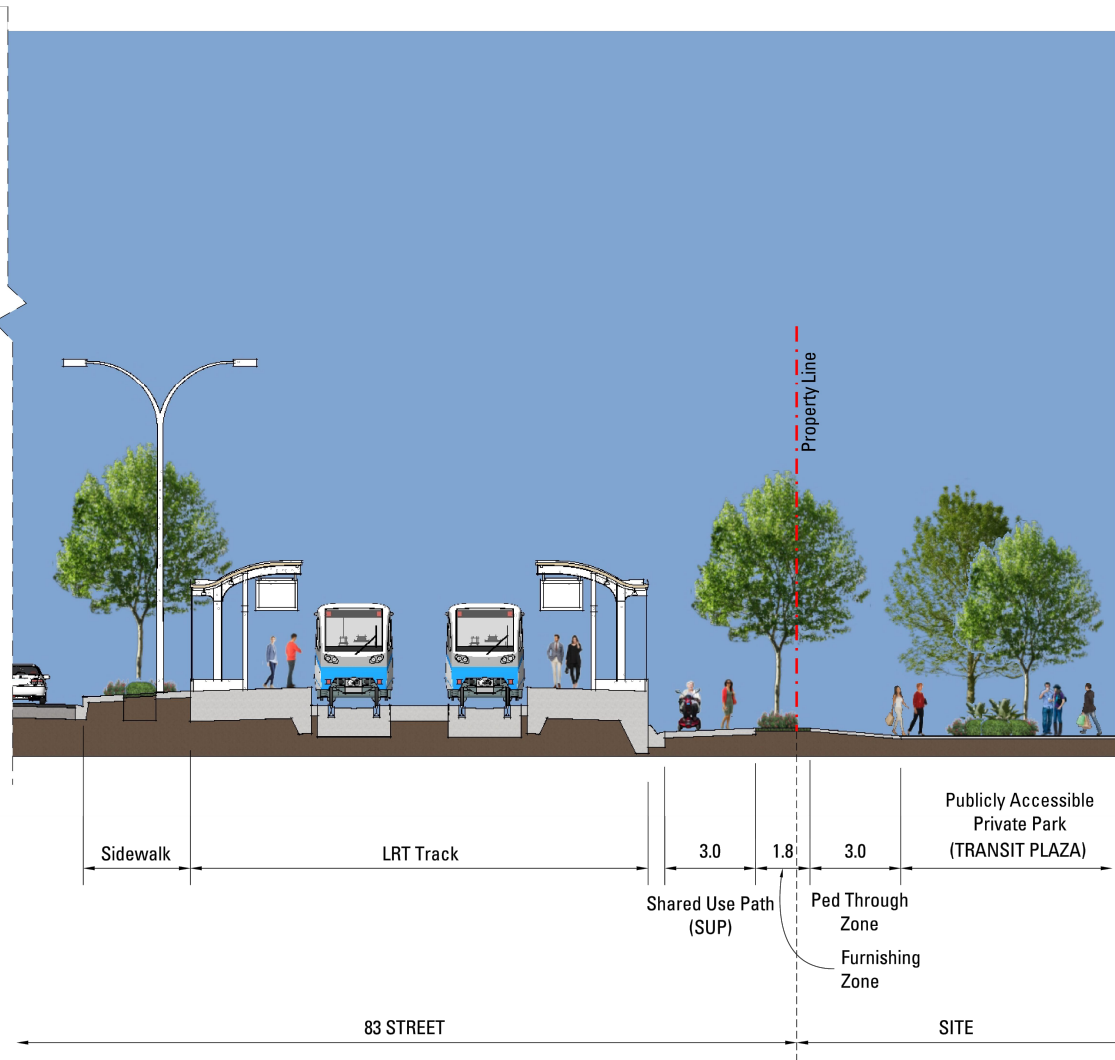 Property Line
Publicly Accessible
Private Park
(TRANSIT PLAZA)
Sidewalk
LRT Track
3.0
1.8
3.0
Shared Use Path
(SUP)
Ped Through
Zone
Furnishing
Zone
83 STREET
SITE